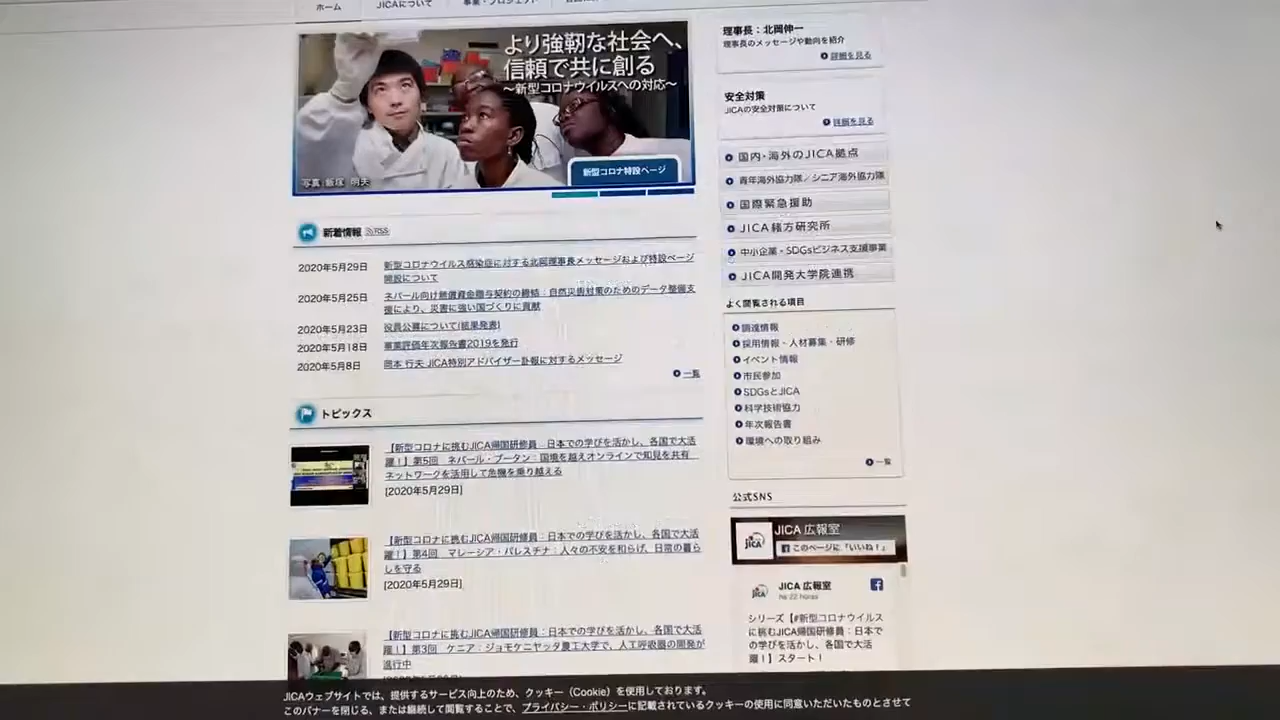 ホーム
JICAについて
事業・プロジェクト
より強靭な社会へ、
信頼で共に創る
〜新型コロナウイルスへの対応〜
新型コロナ特設ページ
写真:飯塚 明夫
新着情報 RSS
2020年5月29日 新型コロナウイルス感染症に対する北岡理事長メッセージおよび特設ページ
開設について
2020年5月25日 ネパール向け無償資金贈与契約の締結:自然災害対策のためのデータ整備支
援により、災害に強い国づくりに貢献
2020年5月23日 役員公募について(結果発表)
2020年5月18日 事業評価年次報告書2019を発行
2020年5月8日 岡本 行夫 JICA特別アドバイザー訃報に対するメッセージ
一覧
トピックス
【新型コロナに挑むJICA帰国研修員:日本での学びを活かし、各国で大活
躍!】第5回 ネパール・ブータン:国境を越えオンラインで知見を共有
ネットワークを活用して危機を乗り越える
[2020年5月29日]
【新型コロナに挑むJICA帰国研修員:日本での学びを活かし、各国で大活
躍!】第4回 マレーシア・パレスチナ:人々の不安を和らげ、日常の暮ら
しを守る
[2020年5月29日]
【新型コロナに挑むJICA帰国研修員:日本での学びを活かし、各国で大活
躍!】第3回 ケニア:ジョモケニヤッタ農工大学で、人工呼吸器の開発が
進行中
理事長:北岡伸一
理事長のメッセージや動向を紹介
詳細を見る
安全対策
JICAの安全対策について
詳細を見る
国内・海外のJICA拠点
青年海外協力隊/シニア海外協力隊
国際緊急援助
JICA緒方研究所
中小企業・SDGsビジネス支援事業
JICA開発大学院連携
よく閲覧される項目
調達情報
採用情報・人材募集・研修
イベント情報
市民参加
SDGsとJICA
科学技術協力
年次報告書
環境への取り組み
一覧
公式SNS
JICA 広報室
このページに「いいね!」
JICA
JICA 広報室
há 22 horas
JICA
シリーズ【#新型コロナウイルス
に挑むJICA帰国研修員:日本で
の学びを活かし、各国で大活
躍!】スタート!
JICAウェブサイトでは、提供するサービス向上のため、クッキー(Cookie)を使用しております。
このバナーを閉じる、または継続して閲覧することで、プライバシー・ポリシーに記載されているクッキーの使用に同意いただいたものとさせて